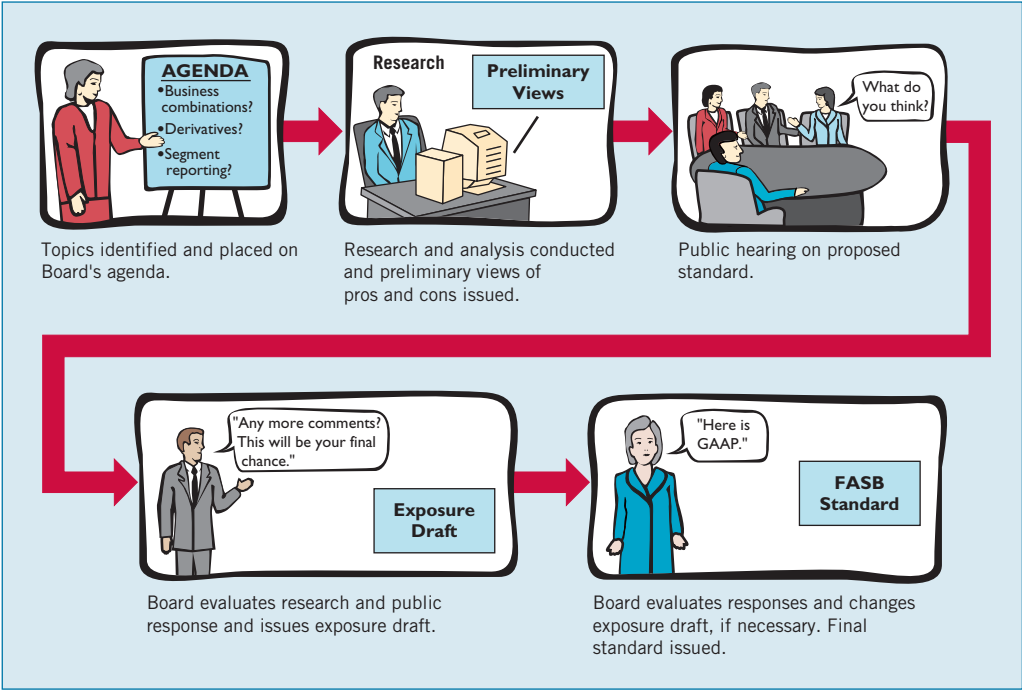 AGENDA
•Business
combinations?
•Derivatives?
•Segment
reporting?
Topics identified and placed on
Board's agenda.
Research
Preliminary
Views
Research and analysis conducted
and preliminary views of
pros and cons issued.
What do
you think?
Public hearing on proposed
standard.
"Any more comments?
This will be your final
chance."
Exposure
Draft
Board evaluates research and public
response and issues exposure draft.
"Here is
GAAP."
FASB
Standard
Board evaluates responses and changes
exposure draft, if necessary. Final
standard issued.